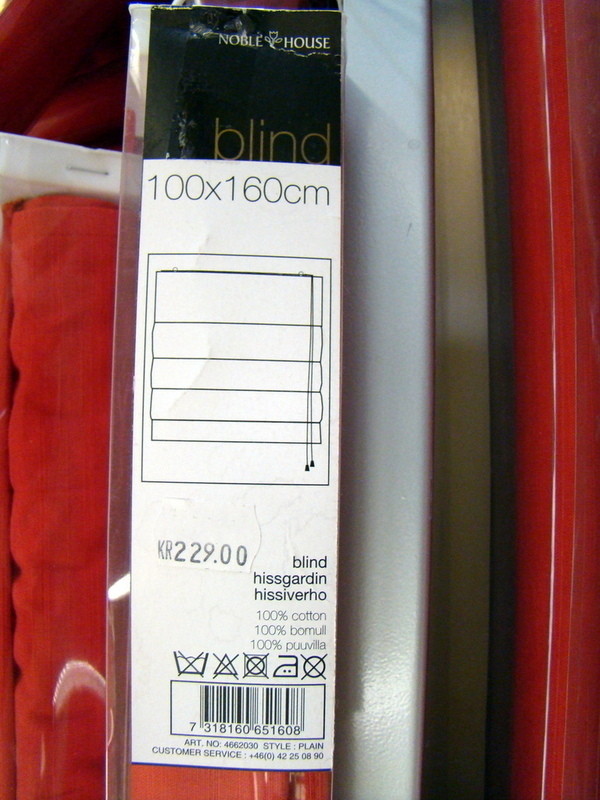 NOBLE HOUSE
blind
100x160cm
KR229.00
blind
hissgardin
hissiverho
100% cotton
100% bomull
100% puuvilla
7 318160 651608
ART. NO: 4662030 STYLE : PLAIN
CUSTOMER SERVICE : +46(0) 42 25 08 90